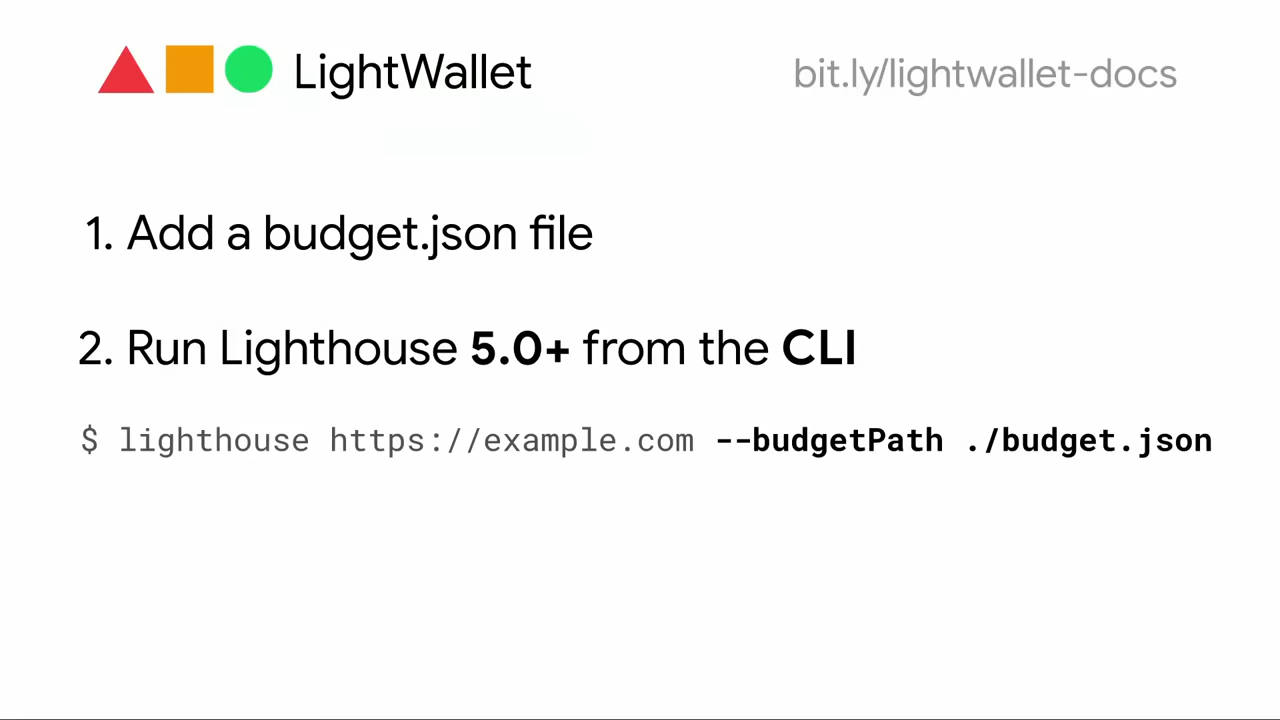 LightWallet
bit.ly/lightwallet-docs
1. Add a budget.json file
2. Run Lighthouse 5.0+ from the CLI
$ lighthouse https://example.com --budgetPath ./budget.json